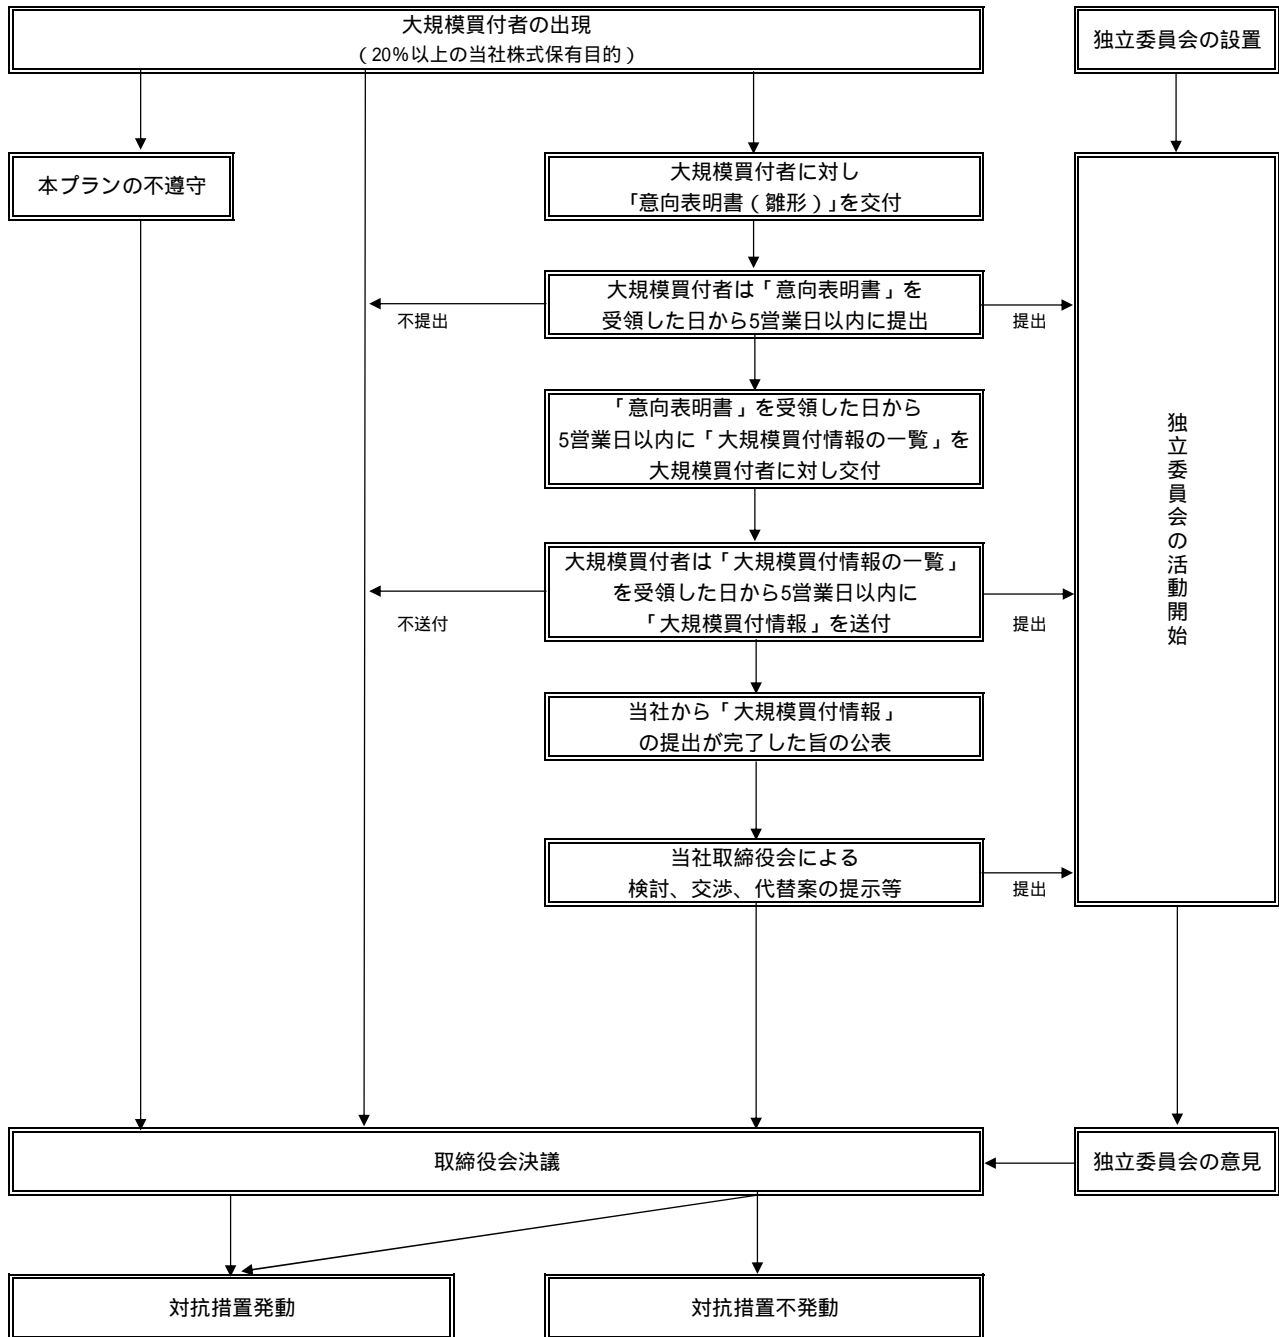 大規模買付者の出現
（20％以上の当社株式保有目的）
独立委員会の設置
本プランの不遵守
大規模買付者に対し
「意向表明書（雛形）」を交付
大規模買付者は「意向表明書」を
受領した日から5営業日以内に提出
不提出
提出
「意向表明書」を受領した日から
5営業日以内に「大規模買付情報の一覧」を
大規模買付者に対し交付
独立委員会の活動開始
大規模買付者は「大規模買付情報の一覧」
を受領した日から5営業日以内に
「大規模買付情報」を送付
不送付
提出
当社から「大規模買付情報」
の提出が完了した旨の公表
当社取締役会による
検討、交渉、代替案の提示等
提出
取締役会決議
独立委員会の意見
対抗措置発動
対抗措置不発動